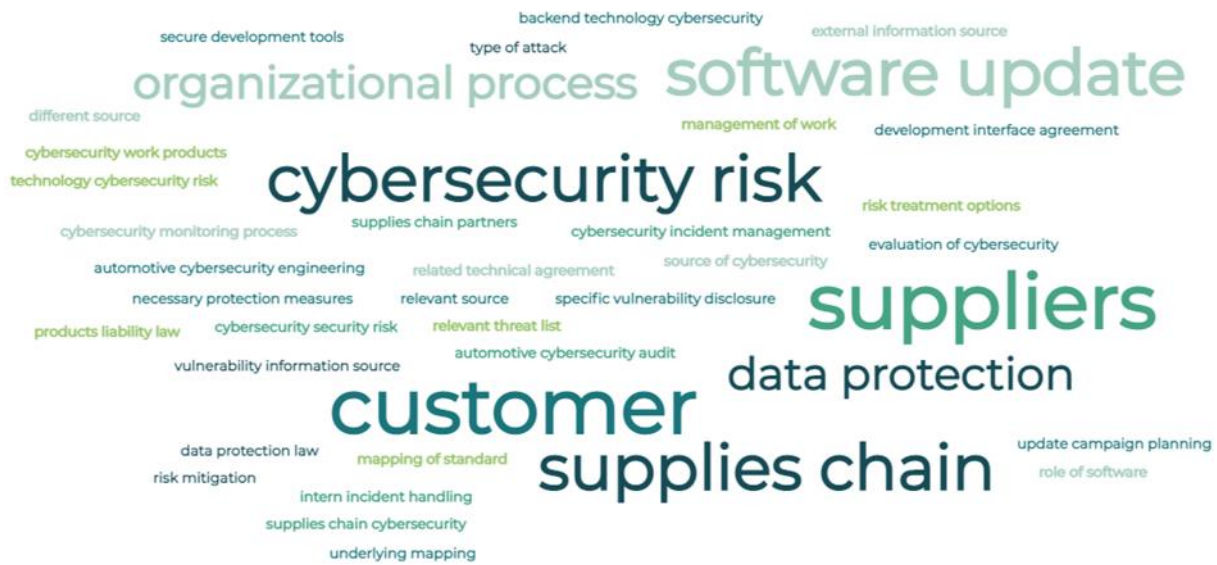 backend technology cybersecurity
secure development tools
type of attack
external information source
organizational process
software update
different source
management of work
development interface agreement
cybersecurity work products
technology cybersecurity risk
cybersecurity risk
risk treatment options
supplies chain partners
cybersecurity monitoring process
cybersecurity incident management
evaluation of cybersecurity
automotive cybersecurity engineering
related technical agreement
source of cybersecurity
necessary protection measures
relevant source
specific vulnerability disclosure
suppliers
products liability law
cybersecurity security risk
relevant threat list
automotive cybersecurity audit
vulnerability information source
data protection
customer
data protection law
mapping of standard
supplies chain
update campaign planning
risk mitigation
role of software
intern incident handling
supplies chain cybersecurity
underlying mapping